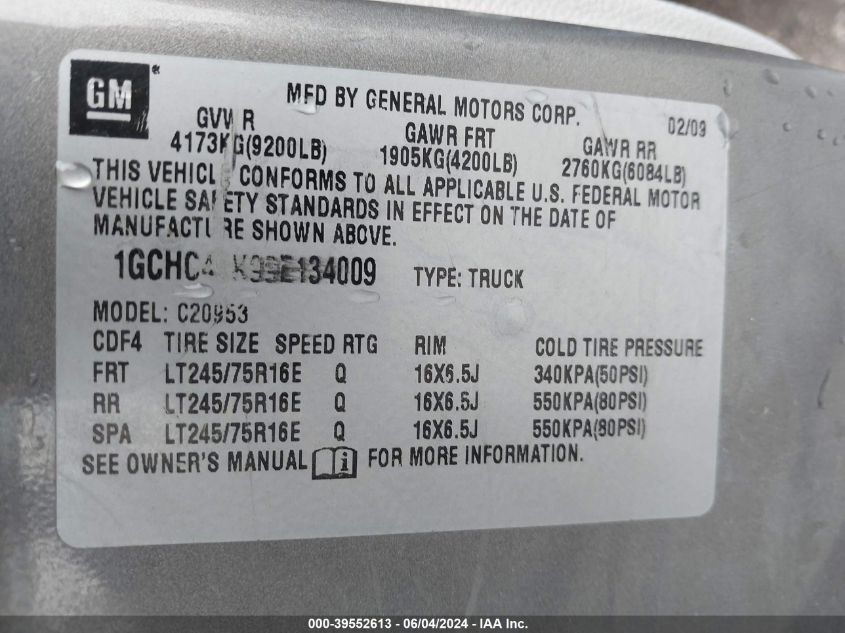 GM
MFD BY GENERAL MOTORS CORP.
02/09
GVWR GAWR FRT GAWR RR
4173KG(9200LB) 1905KG(4200LB) 2760KG(6084LB)
THIS VEHICLE CONFORMS TO ALL APPLICABLE U.S. FEDERAL MOTOR
VEHICLE SAFETY STANDARDS IN EFFECT ON THE DATE OF
MANUFACTURE SHOWN ABOVE.
TYPE: TRUCK
MODEL: C20953
CDF4 TIRE SIZE SPEED RTG RIM COLD TIRE PRESSURE
FRT LT245/75R16E Q 16X6.5J 340KPA(50PSI)
RR LT245/75R16E Q 16X6.5J 550KPA(80PSI)
SPA LT245/75R16E Q 16X6.5J 550KPA(80PSI)
SEE OWNER'S MANUAL FOR MORE INFORMATION.
000-39552613 - 06/04/2024 - IAA Inc.